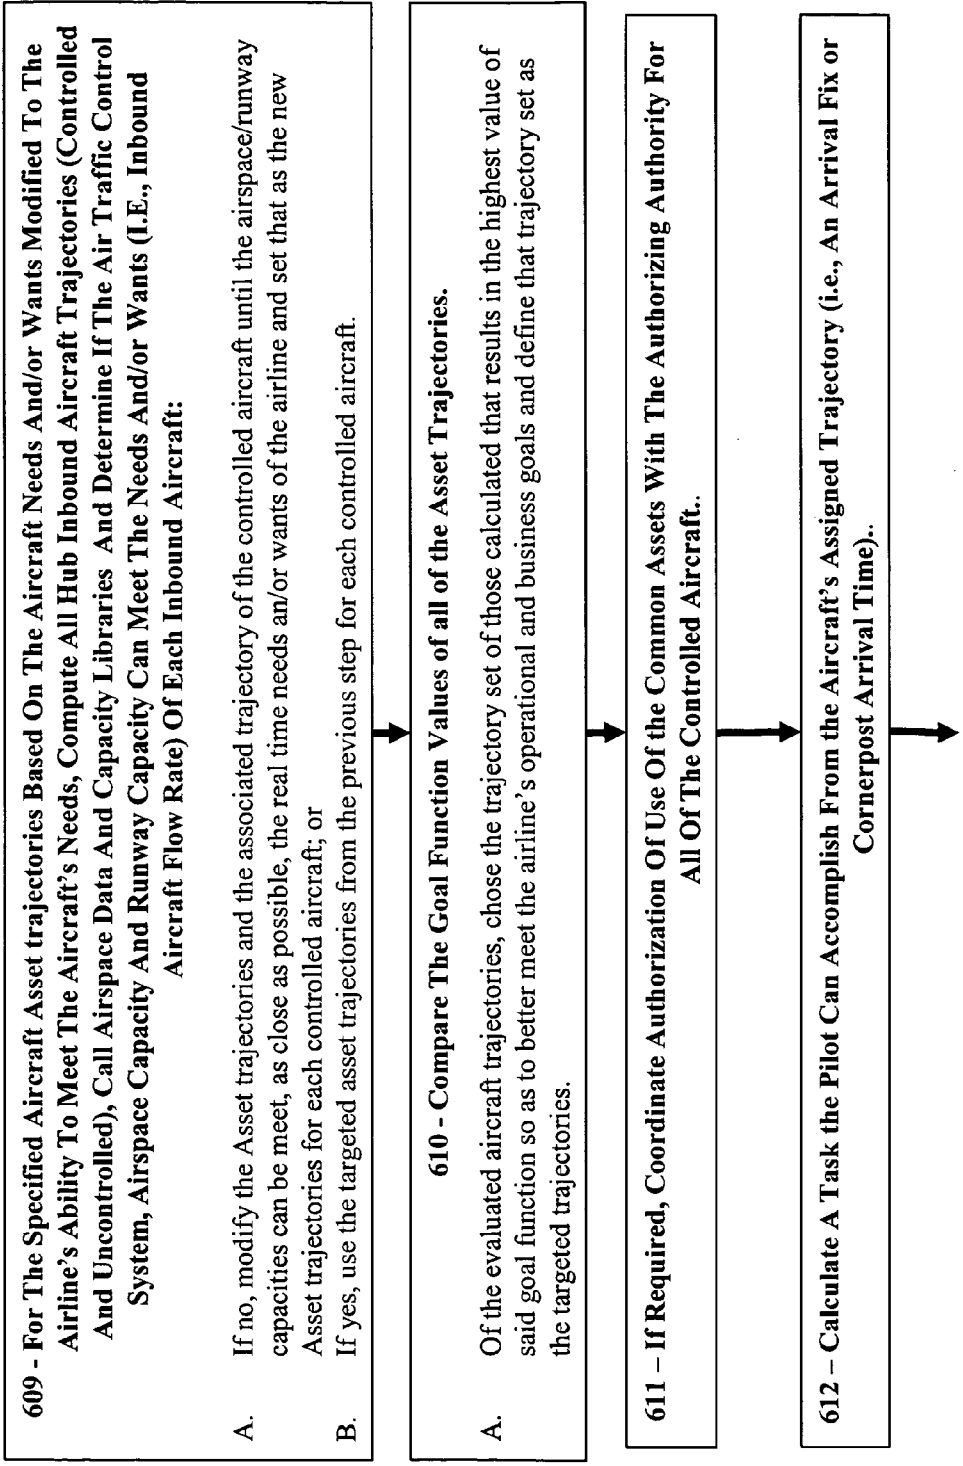 609 - For The Specified Aircraft Asset trajectories Based On The Aircraft Needs And/or Wants Modified To The
Airline's Ability To Meet The Aircraft's Needs, Compute All Hub Inbound Aircraft Trajectories (Controlled
And Uncontrolled), Call Airspace Data And Capacity Libraries And Determine If The Air Traffic Control
System, Airspace Capacity And Runway Capacity Can Meet The Needs And/or Wants (I.E., Inbound
Aircraft Flow Rate) Of Each Inbound Aircraft:
A. If no, modify the Asset trajectories and the associated trajectory of the controlled aircraft until the airspace/runway
capacities can be meet, as close as possible, the real time needs an/or wants of the airline and set that as the new
Asset trajectories for each controlled aircraft; or
B. If yes, use the targeted asset trajectories from the previous step for each controlled aircraft.
610 - Compare The Goal Function Values of all of the Asset Trajectories.
A. Of the evaluated aircraft trajectories, chose the trajectory set of those calculated that results in the highest value of
said goal function so as to better meet the airline's operational and business goals and define that trajectory set as
the targeted trajectories.
611 – If Required, Coordinate Authorization Of Use Of the Common Assets With The Authorizing Authority For
All Of The Controlled Aircraft..
612 – Calculate A Task the Pilot Can Accomplish From the Aircraft's Assigned Trajectory (i.e., An Arrival Fix or
Cornerpost Arrival Time)..